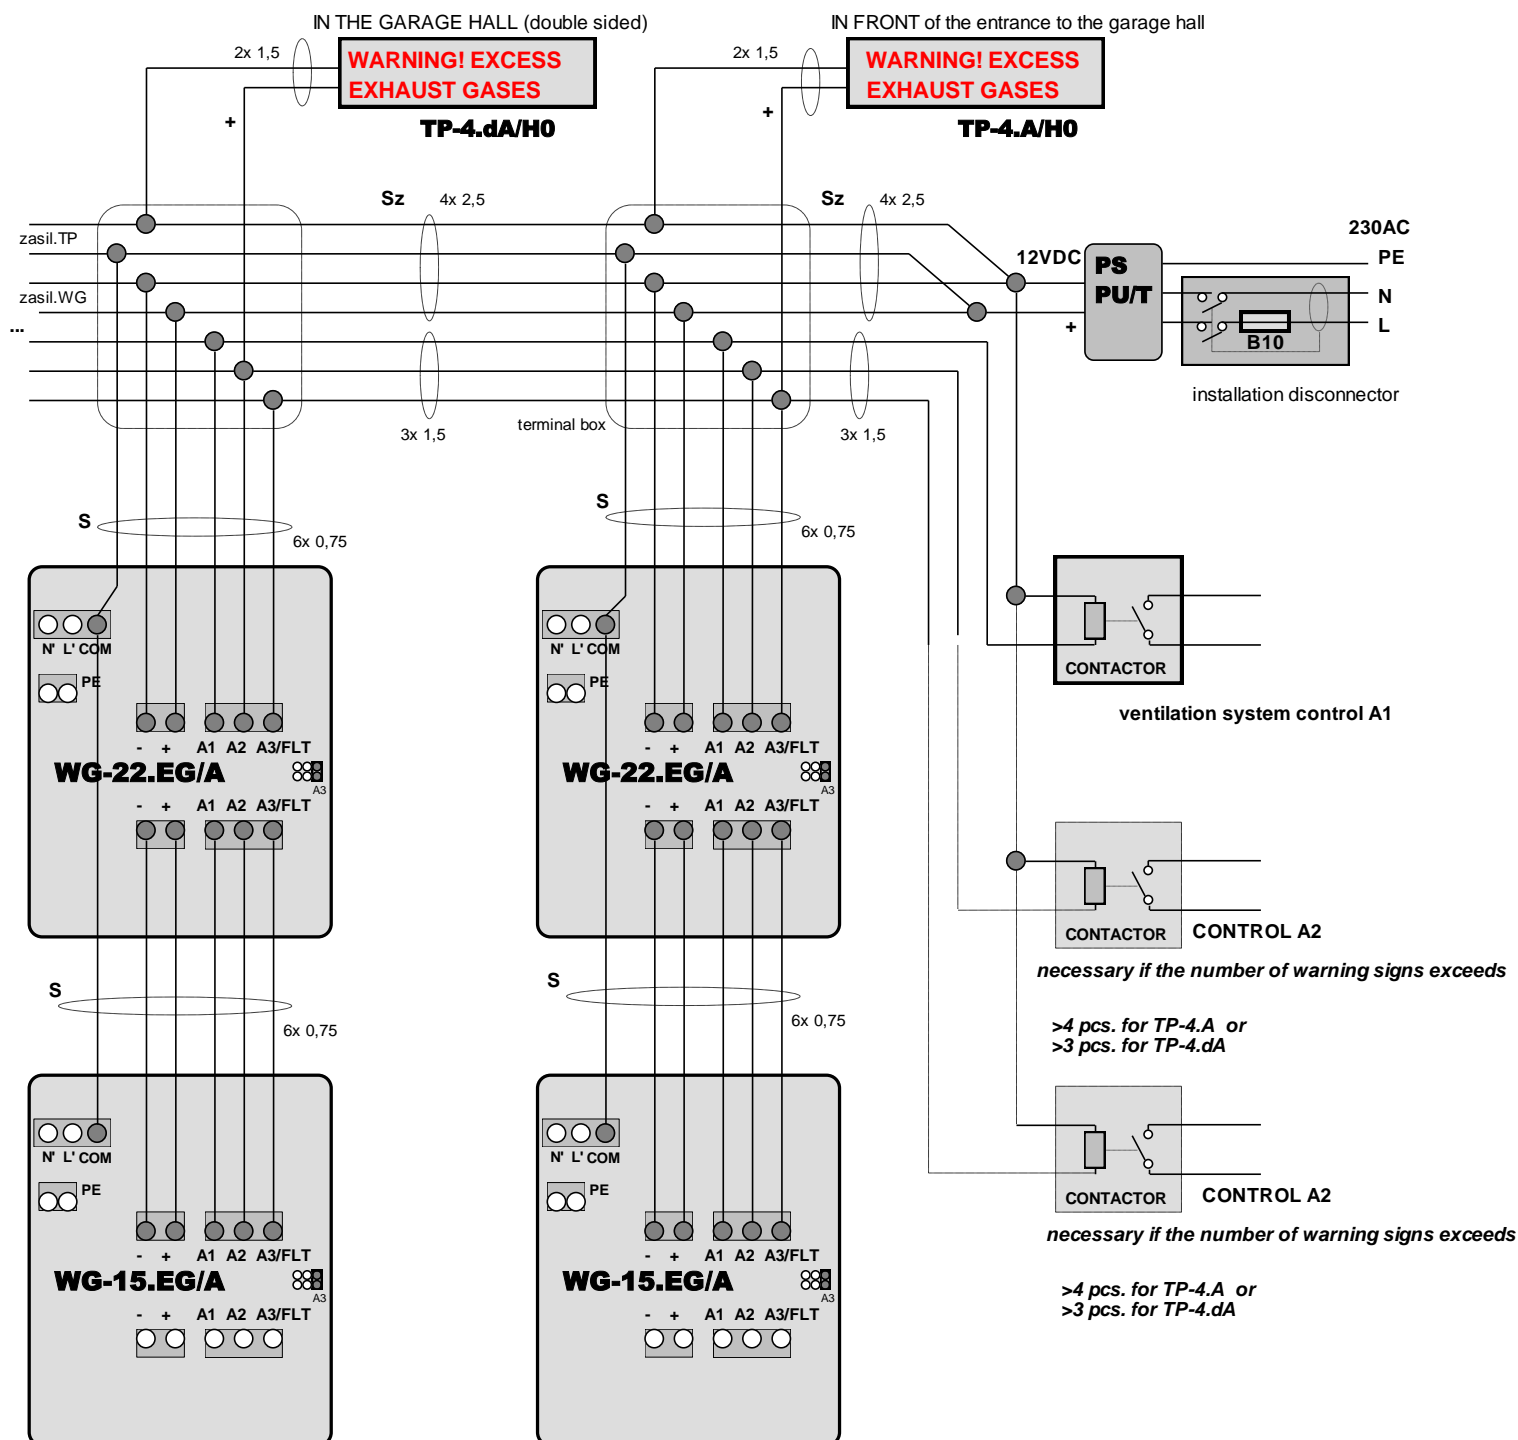 IN THE GARAGE HALL (double sided)
IN FRONT of the entrance to the garage hall
2x 1,5
WARNING! EXCESS
EXHAUST GASES
2x 1,5
WARNING! EXCESS
EXHAUST GASES
+
TP-4.dA/H0
+
TP-4.A/H0
Sz
4x 2,5
Sz
4x 2,5
230AC
zasil.TP
12VDC
PS
PU/T
PE
zasil.WG
N
...
+
L
B10
installation disconnector
terminal box
3x 1,5
3x 1,5
S
6x 0,75
S
6x 0,75
N' L' COM
PE
- + A1 A2 A3/FLT
WG-22.EG/A
A3
- + A1 A2 A3/FLT
N' L' COM
PE
- + A1 A2 A3/FLT
WG-22.EG/A
A3
- + A1 A2 A3/FLT
CONTACTOR
ventilation system control A1
CONTACTOR
CONTROL A2
necessary if the number of warning signs exceeds
>4 pcs. for TP-4.A or
>3 pcs. for TP-4.dA
S
6x 0,75
S
6x 0,75
N' L' COM
PE
- + A1 A2 A3/FLT
WG-15.EG/A
A3
- + A1 A2 A3/FLT
N' L' COM
PE
- + A1 A2 A3/FLT
WG-15.EG/A
A3
- + A1 A2 A3/FLT
CONTACTOR
CONTROL A2
necessary if the number of warning signs exceeds
>4 pcs. for TP-4.A or
>3 pcs. for TP-4.dA